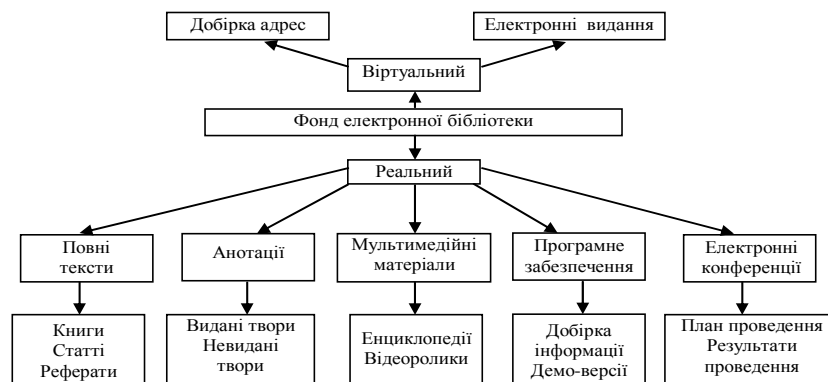 Добірка адрес
Електронні видання
Віртуальний
Фонд електронної бібліотеки
Реальний
Повні
тексти
Анотації
Мультимедійні
матеріали
Програмне
забезпечення
Електронні
конференції
Книги
Статті
Реферати
Видані твори
Невидані
твори
Енциклопедії
Відеоролики
Добірка
інформації
Демо-версії
План проведення
Результати
проведення